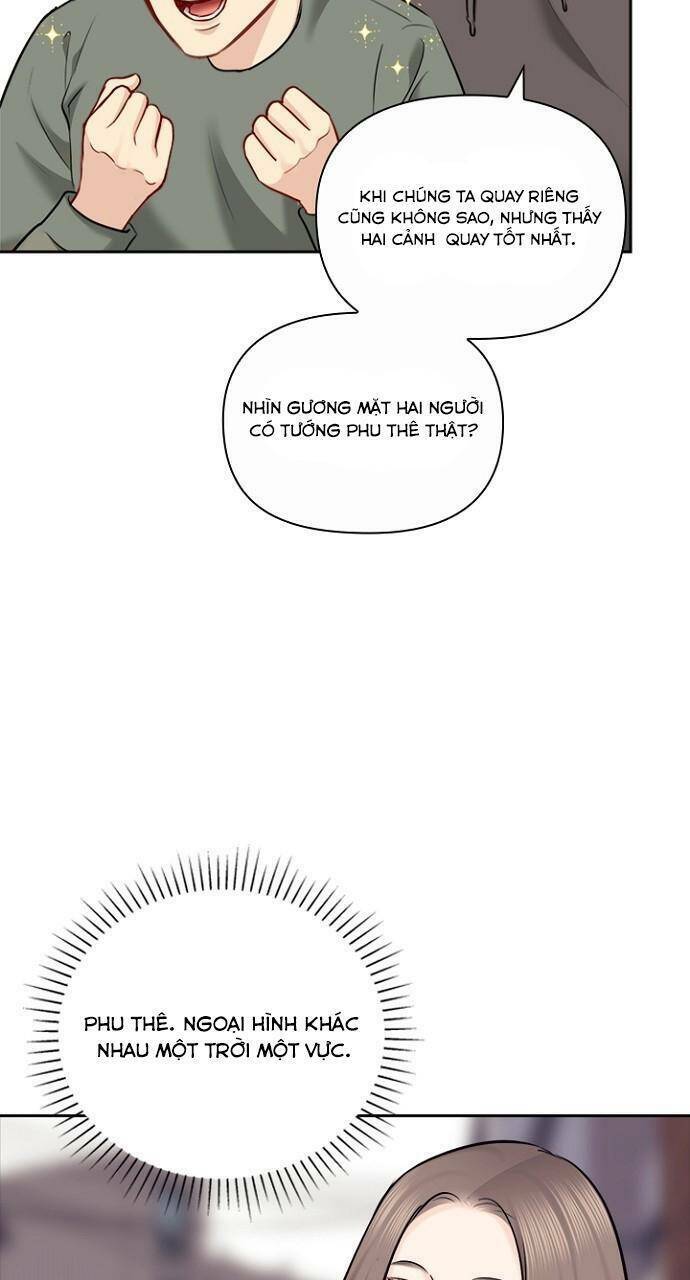 KHI CHÚNG TA QUAY RIÊNG
CŨNG KHÔNG SAO, NHƯNG THẤY
HAI CẢNH QUAY TỐT NHẤT.
NHÌN GƯƠNG MẶT HAI NGƯỜI
CÓ TƯỚNG PHU THÊ THẬT?
PHU THÊ. NGOẠI HÌNH KHÁC
NHAU MỘT TRỜI MỘT VỰC.